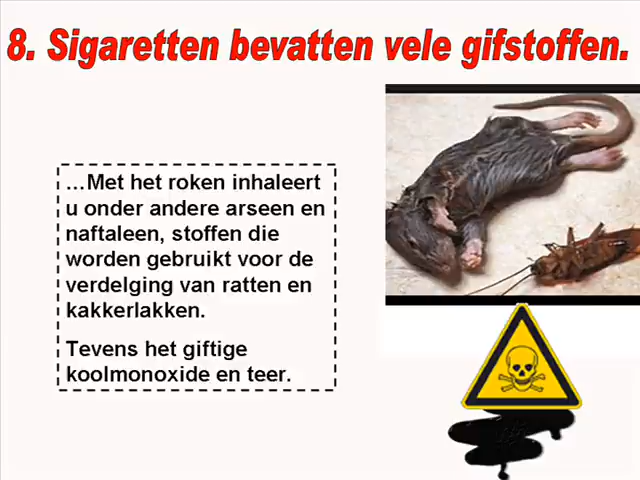 8. Sigaretten bevatten vele gifstoffen.
…Met het roken inhaleert
u onder andere arseen en
naftaleen, stoffen die
worden gebruikt voor de
verdelging van ratten en
kakkerlakken.
Tevens het giftige
koolmonoxide en teer.